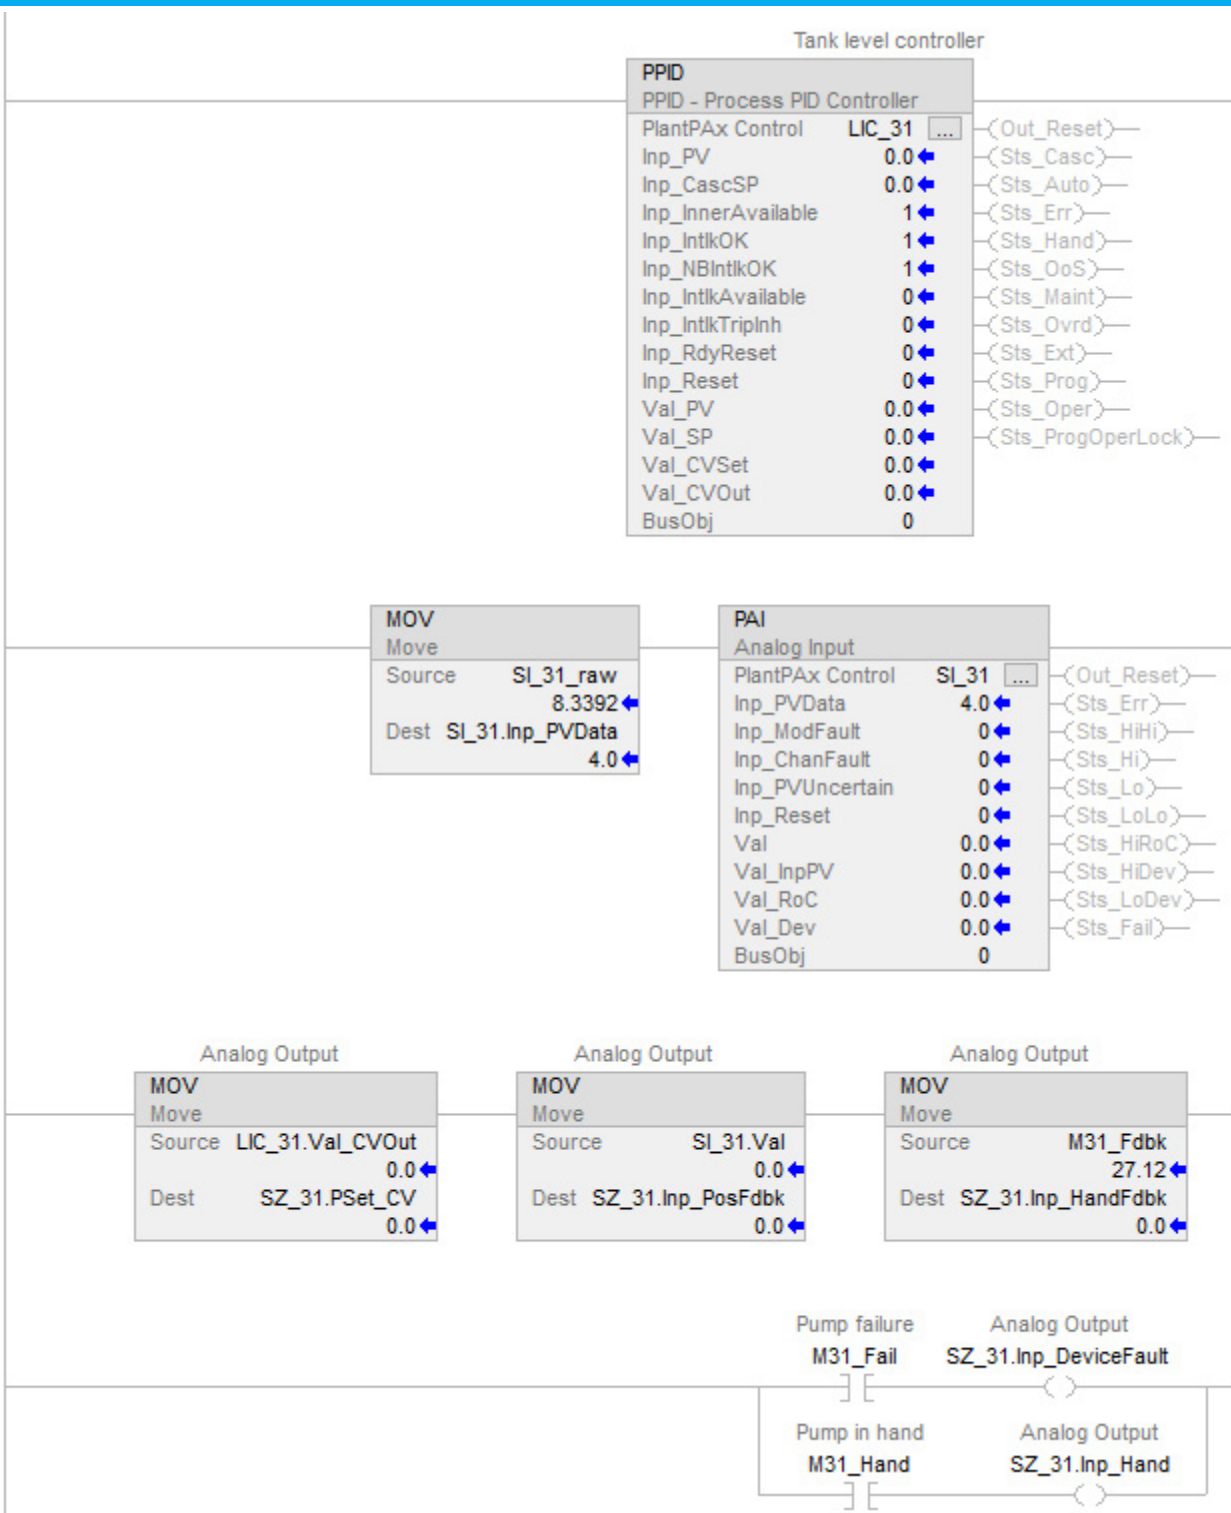 Tank level controller
PPID
PPID - Process PID Controller
PlantPAx Control LIC_31 ... (Out_Reset)
Inp_PV 0.0 (Sts_Casc)
Inp_CascSP 0.0 (Sts_Auto)
Inp_InnerAvailable 1 (Sts_Err)
Inp_IntlkOK 1 (Sts_Hand)
Inp_NBIntlkOK 1 (Sts_OoS)
Inp_IntlkAvailable 0 (Sts_Maint)
Inp_IntlkTripInh 0 (Sts_Ovrd)
Inp_RdyReset 0 (Sts_Ext)
Inp_Reset 0 (Sts_Prog)
Val_PV 0.0 (Sts_Oper)
Val_SP 0.0 (Sts_ProgOperLock)
Val_CVSet 0.0
Val_CVOut 0.0
BusObj 0
MOV
Move
Source SI_31_raw
8.3392
Dest SI_31.Inp_PVData
4.0
PAI
Analog Input
PlantPAx Control SI_31 ... (Out_Reset)
Inp_PVData 4.0 (Sts_Err)
Inp_ModFault 0 (Sts_HiHi)
Inp_ChanFault 0 (Sts_Hi)
Inp_PVUncertain 0 (Sts_Lo)
Inp_Reset 0 (Sts_LoLo)
Val 0.0 (Sts_HiRoC)
Val_InpPV 0.0 (Sts_HiDev)
Val_RoC 0.0 (Sts_LoDev)
Val_Dev 0.0 (Sts_Fail)
BusObj 0
Analog Output
MOV
Move
Source LIC_31.Val_CVOut
0.0
Dest SZ_31.PSet_CV
0.0
Analog Output
MOV
Move
Source SI_31.Val
0.0
Dest SZ_31.Inp_PosFdbk
0.0
Analog Output
MOV
Move
Source M31_Fdbk
27.12
Dest SZ_31.Inp_HandFdbk
0.0
Pump failure Analog Output
M31_Fail SZ_31.Inp_DeviceFault
Pump in hand Analog Output
M31_Hand SZ_31.Inp_Hand